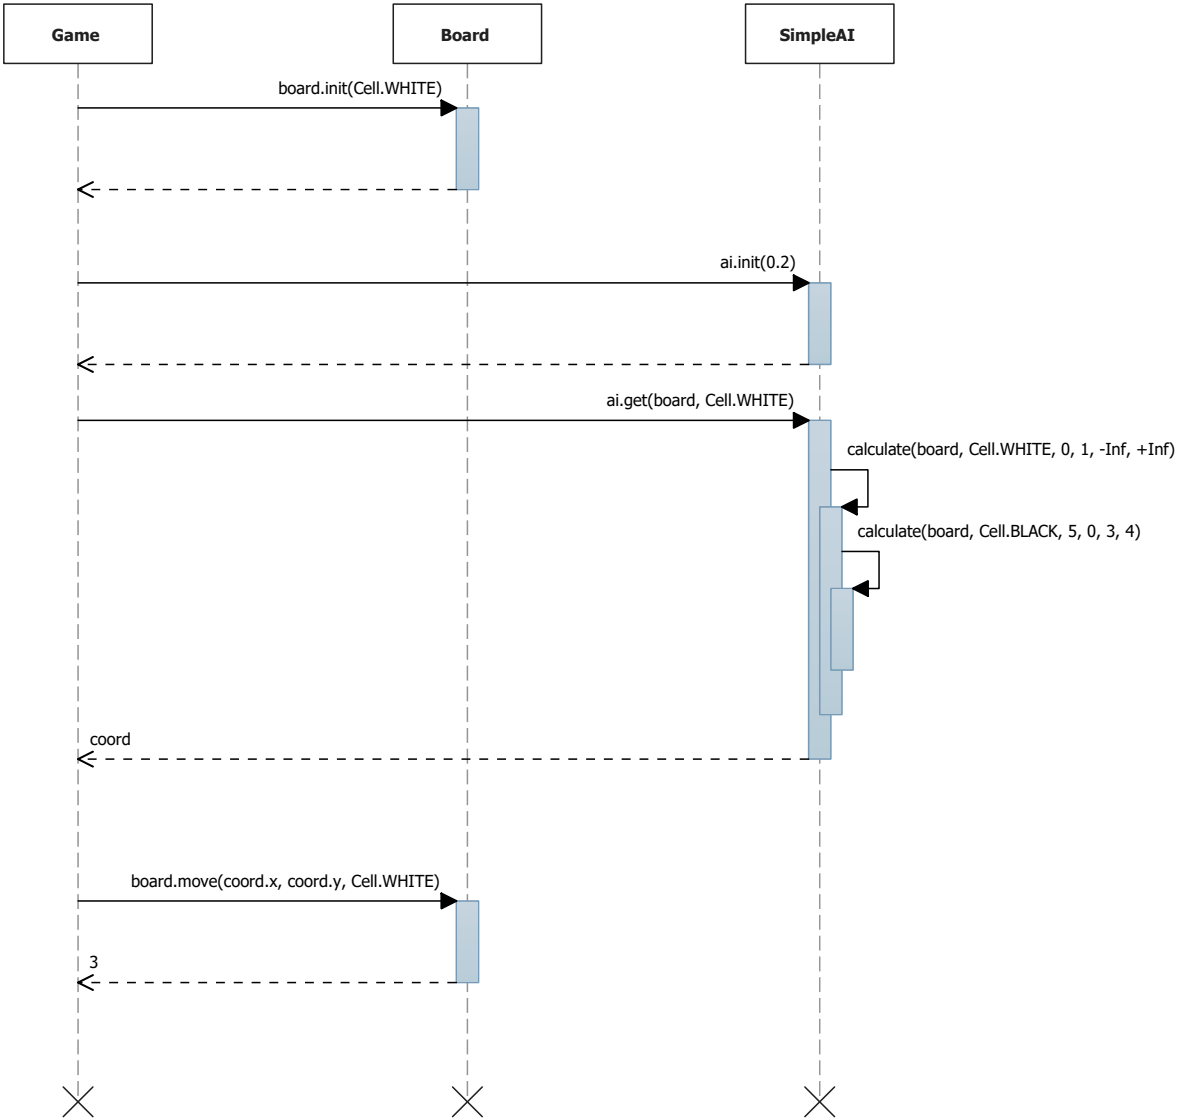 Game
Board
SimpleAI
board.init(Cell.WHITE)
ai.init(0.2)
ai.get(board, Cell.WHITE)
calculate(board, Cell.WHITE, 0, 1, -Inf, +Inf)
calculate(board, Cell.BLACK, 5, 0, 3, 4)
coord
board.move(coord.x, coord.y, Cell.WHITE)
3